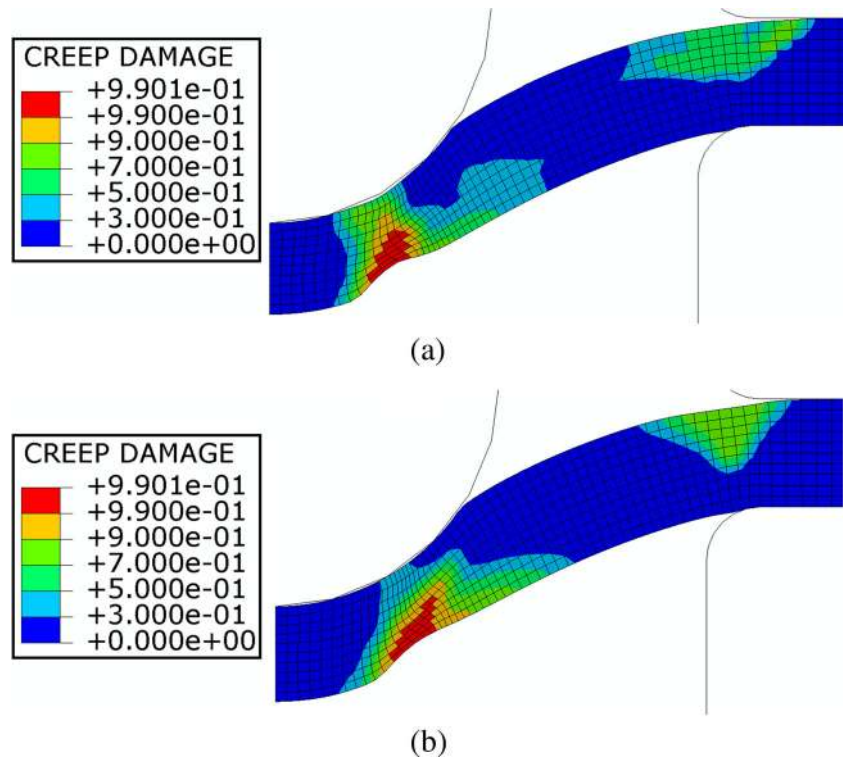 CREEP DAMAGE
+9.901e-01
+9.900e-01
+9.000e-01
+7.000e-01
+5.000e-01
+3.000e-01
+0.000e+00
(a)
CREEP DAMAGE
+9.901e-01
+9.900e-01
+9.000e-01
+7.000e-01
+5.000e-01
+3.000e-01
+0.000e+00
(b)